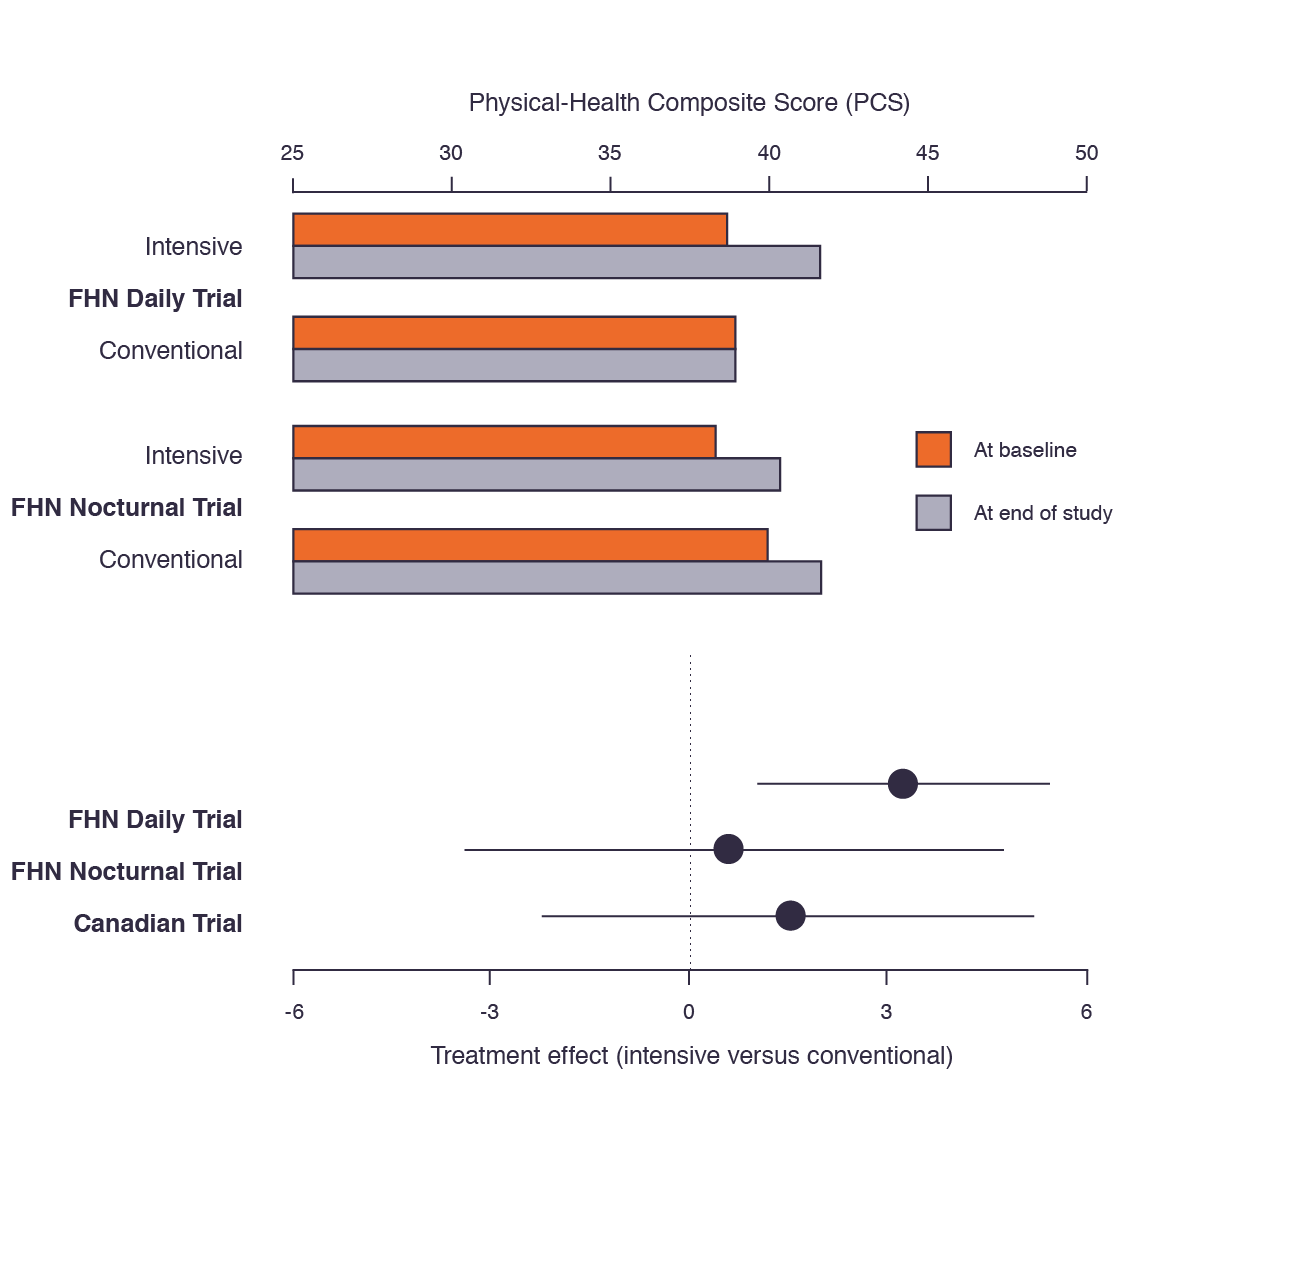 Physical-Health Composite Score (PCS)
25 30 35 40 45 50
Intensive
FHN Daily Trial
Conventional
Intensive
At baseline
FHN Nocturnal Trial
At end of study
Conventional
FHN Daily Trial
FHN Nocturnal Trial
Canadian Trial
-6 -3 0 3 6
Treatment effect (intensive versus conventional)